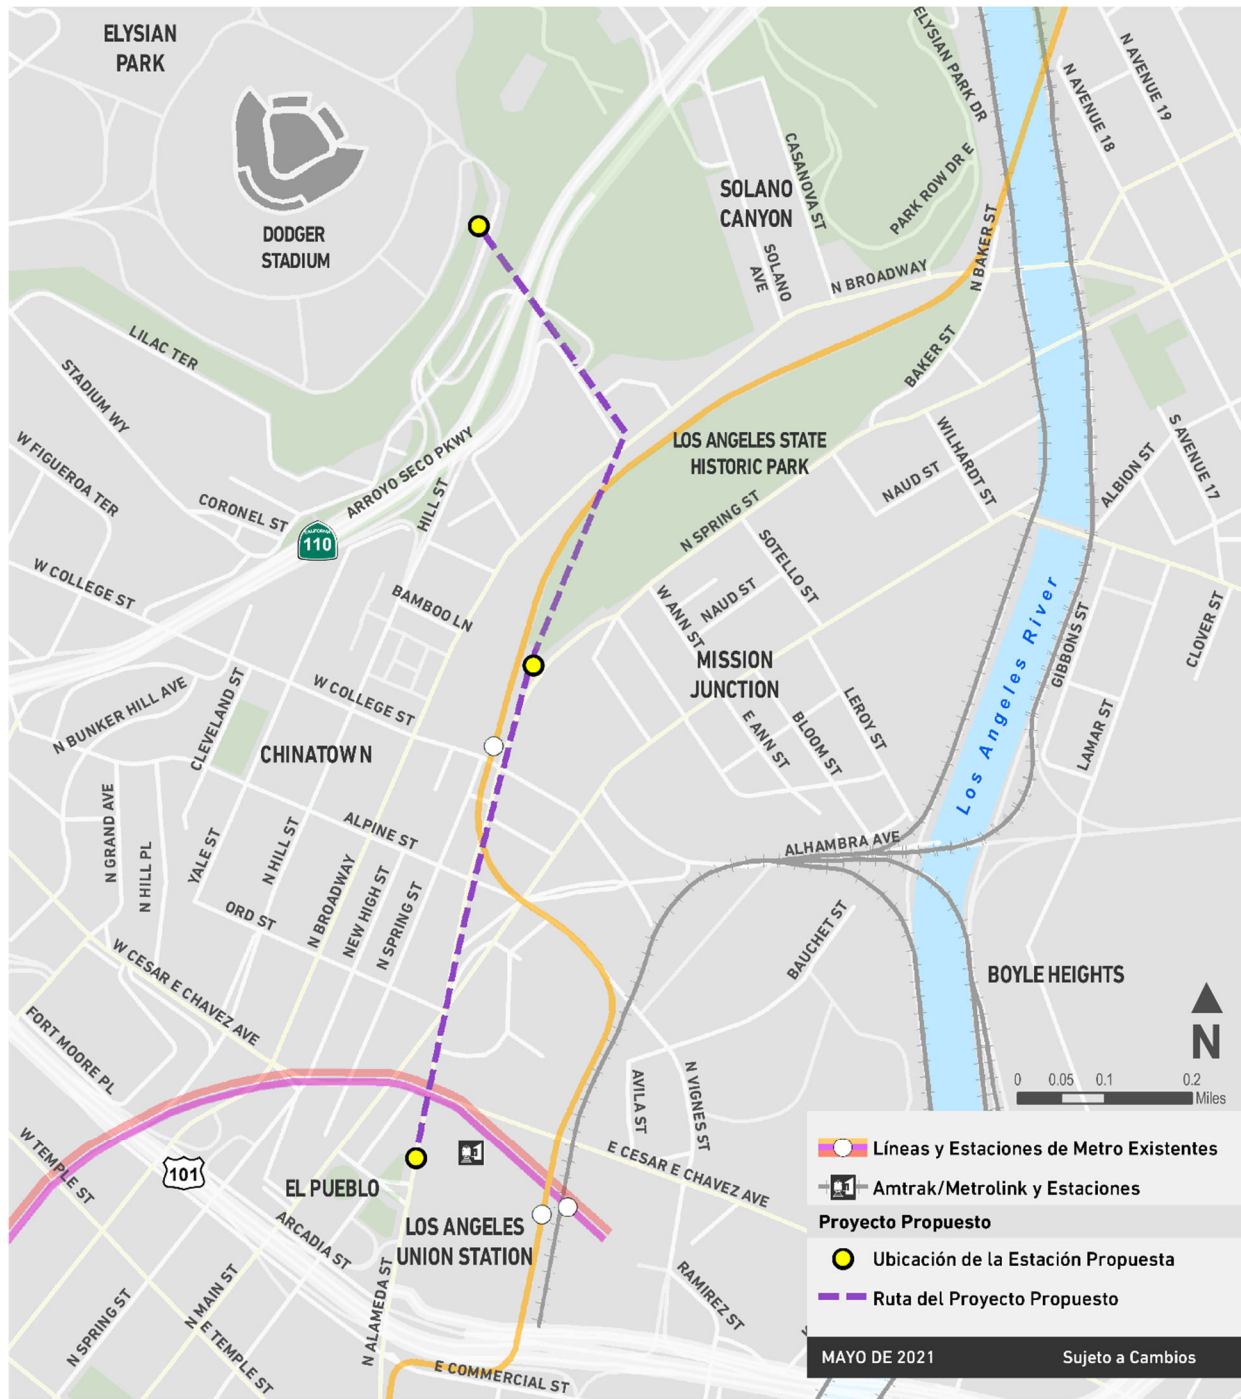 ELYSIAN
PARK
ELYSIAN PARK DR
N AVENUE 19
N AVENUE 18
DODGER
STADIUM
SOLANO
CANYON
CASANOVA ST
PARK ROW DR E
SOLANO
AVE
N BROADWAY
N BAKER ST
BAKER ST
LILAC TER
STADIUM WY
W FIGUEROA TER
CORONEL ST
ARROYO SECO PKWY
HILL ST
CALIFORNIA
110
LOS ANGELES STATE
HISTORIC PARK
N SPRING ST
WILHARDT ST
NAUD ST
ALBION ST
S AVENUE 17
W COLLEGE ST
BAMBOO LN
SOTELLO ST
NAUD ST
W ANN ST
MISSION
JUNCTION
Los Angeles River
GIBBONS ST
CLOVER ST
LAMAR ST
N BUNKER HILL AVE
CLEVELAND ST
W COLLEGE ST
CHINATOWN
E ANN ST
BLOOM ST
LEROY ST
N GRAND AVE
N HILL PL
YALE ST
N HILL ST
ALPINE ST
ALHAMBRA AVE
ORD ST
N BROADWAY
NEW HIGH ST
N SPRING ST
BAUCHET ST
BOYLE HEIGHTS
W CESAR E CHAVEZ AVE
FORT MOORE PL
N
AVILA ST
N VIGNES ST
0 0.05 0.1 0.2
Miles
W TEMPLE ST
101
EL PUEBLO
E CESAR E CHAVEZ AVE
ARCADIA ST
LOS ANGELES
UNION STATION
N SPRING ST
N MAIN ST
E TEMPLE ST
N ALAMEDA ST
E COMMERCIAL ST
RAMIREZ ST
Líneas y Estaciones de Metro Existentes
Amtrak/Metrolink y Estaciones
Proyecto Propuesto
Ubicación de la Estación Propuesta
Ruta del Proyecto Propuesto
MAYO DE 2021 Sujeto a Cambios